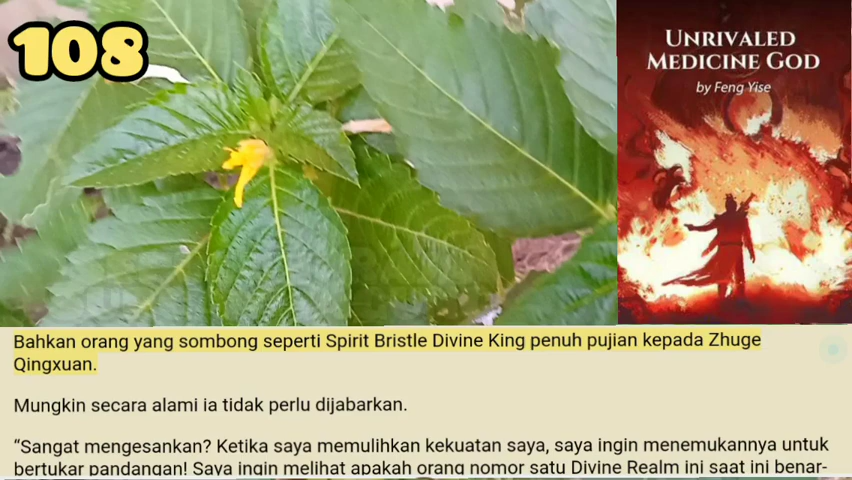 108
UNRIVALED
MEDICINE GOD
by Feng Yise
Bahkan orang yang sombong seperti Spirit Bristle Divine King penuh pujian kepada Zhuge
Qingxuan.
Mungkin secara alami ia tidak perlu dijabarkan.
“Sangat mengesankan? Ketika saya memulihkan kekuatan saya, saya ingin menemukannya untuk
bertukar pandangan! Saya ingin melihat apakah orang nomor satu Divine Realm ini saat ini benar-